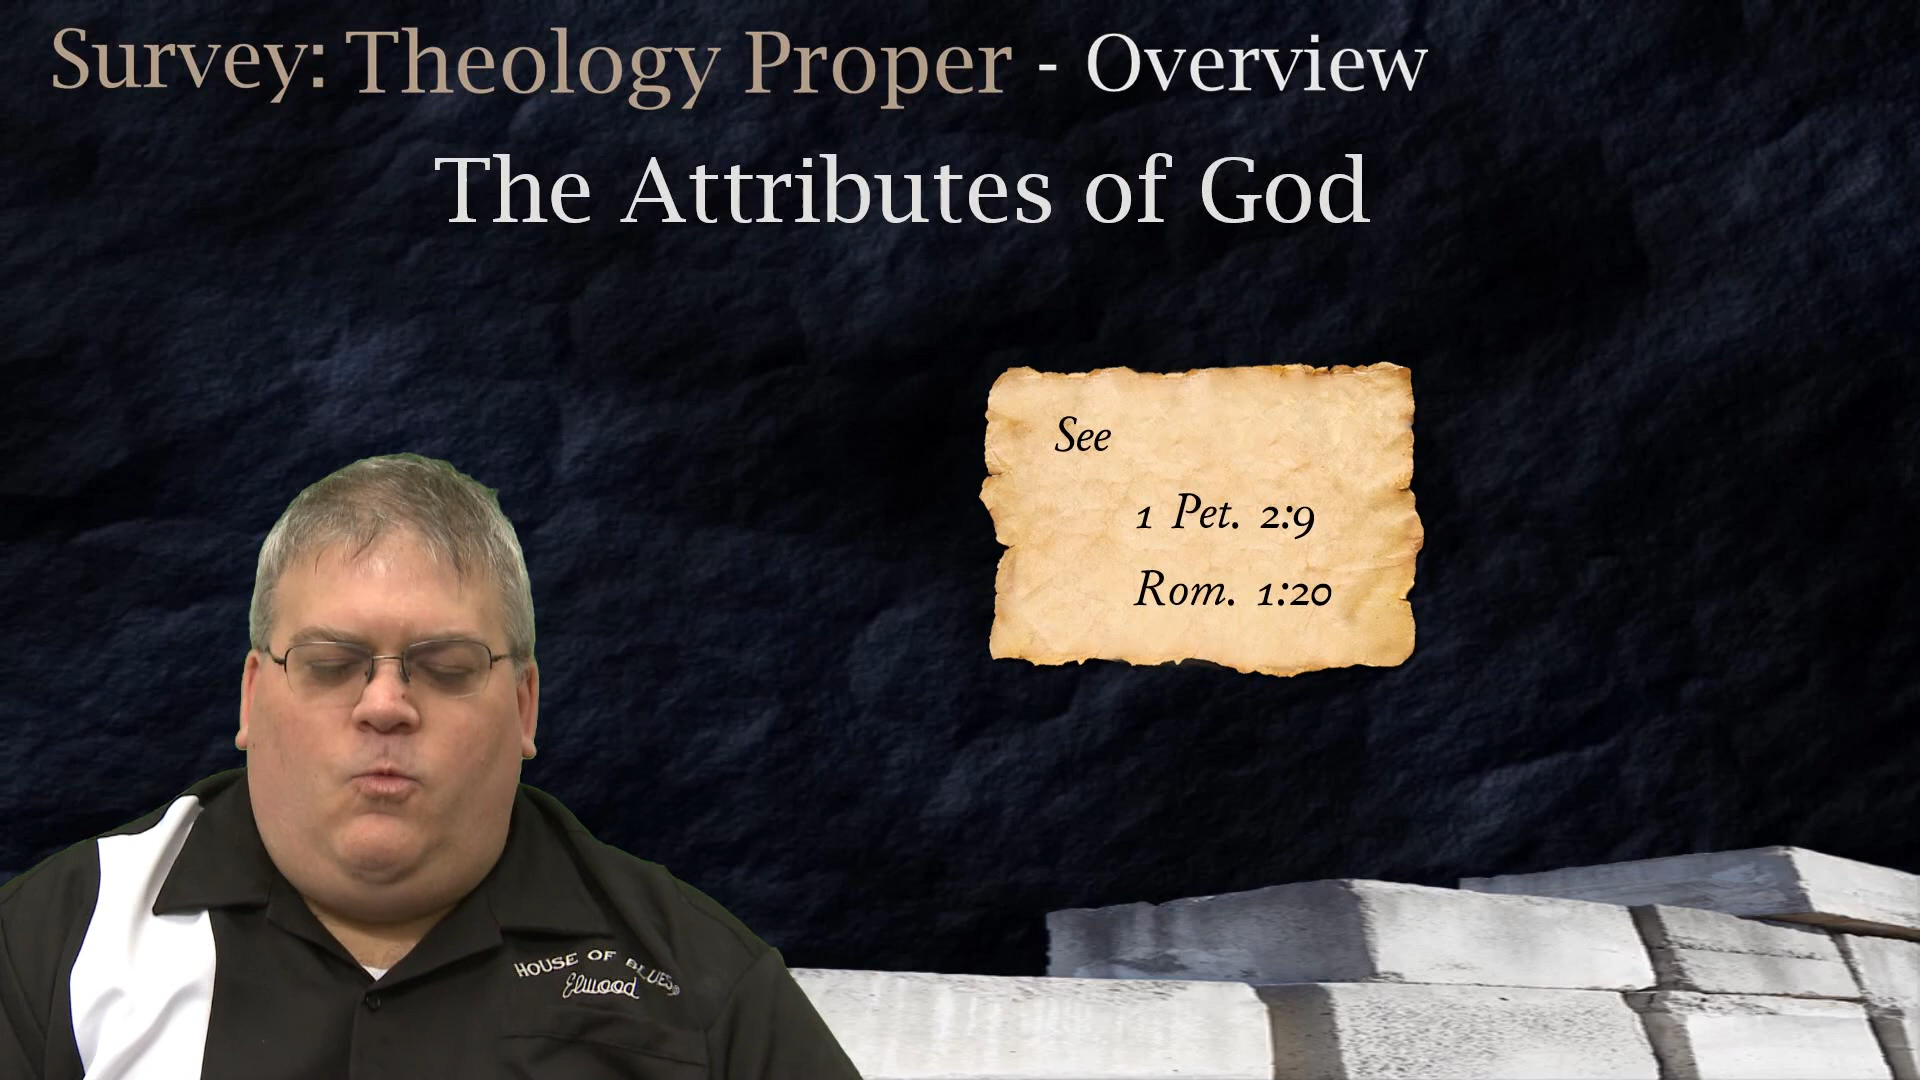 Survey: Theology Proper - Overview
The Attributes of God
See
1 Pet. 2:9
Rom. 1:20
HOUSE OF BLUES
Elwood